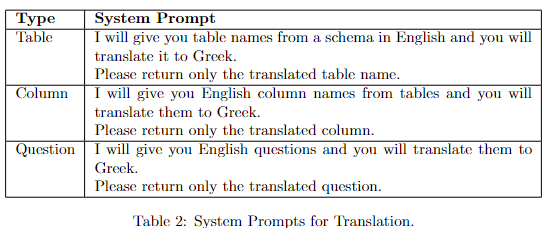 Type System Prompt
Table I will give you table names from a schema in English and you will
translate it to Greek.
Please return only the translated table name.
Column I will give you English column names from tables and you will
translate them to Greek.
Please return only the translated column.
Question I will give you English questions and you will translate them to
Greek.
Please return only the translated question.
Table 2: System Prompts for Translation.